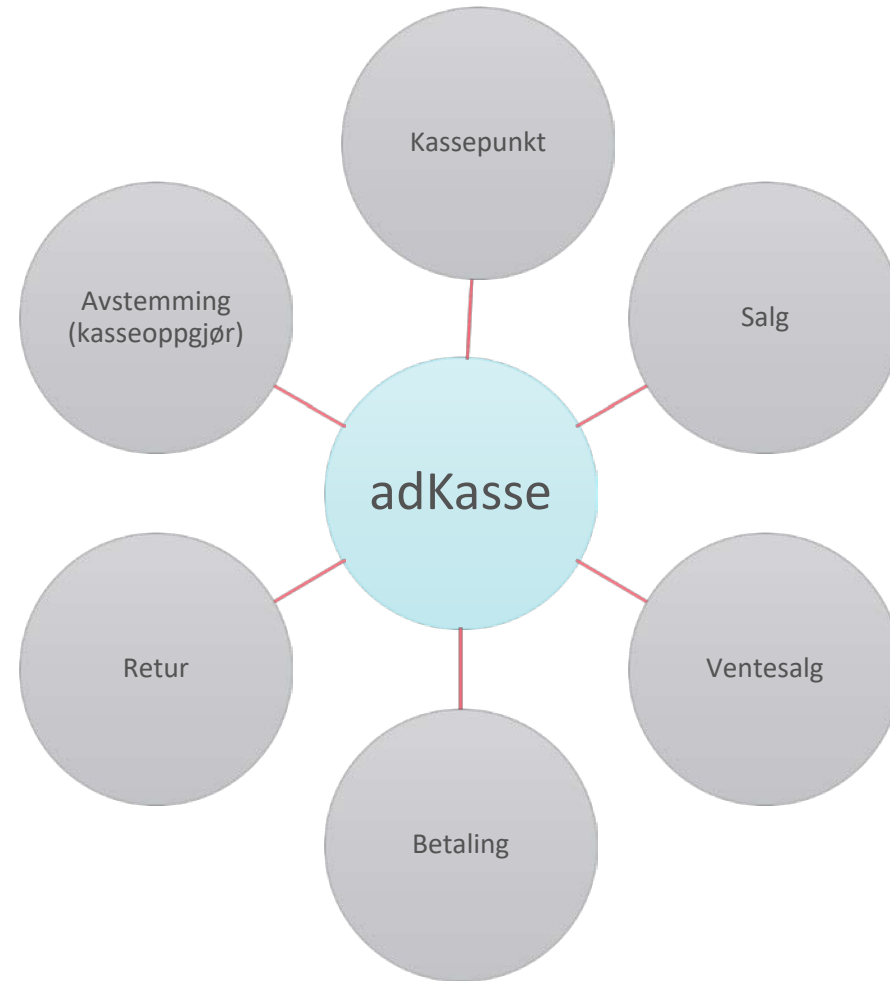 Kassepunkt
Avstemming
(kasseoppgjør)
Salg
adKasse
Retur
Ventesalg
Betaling